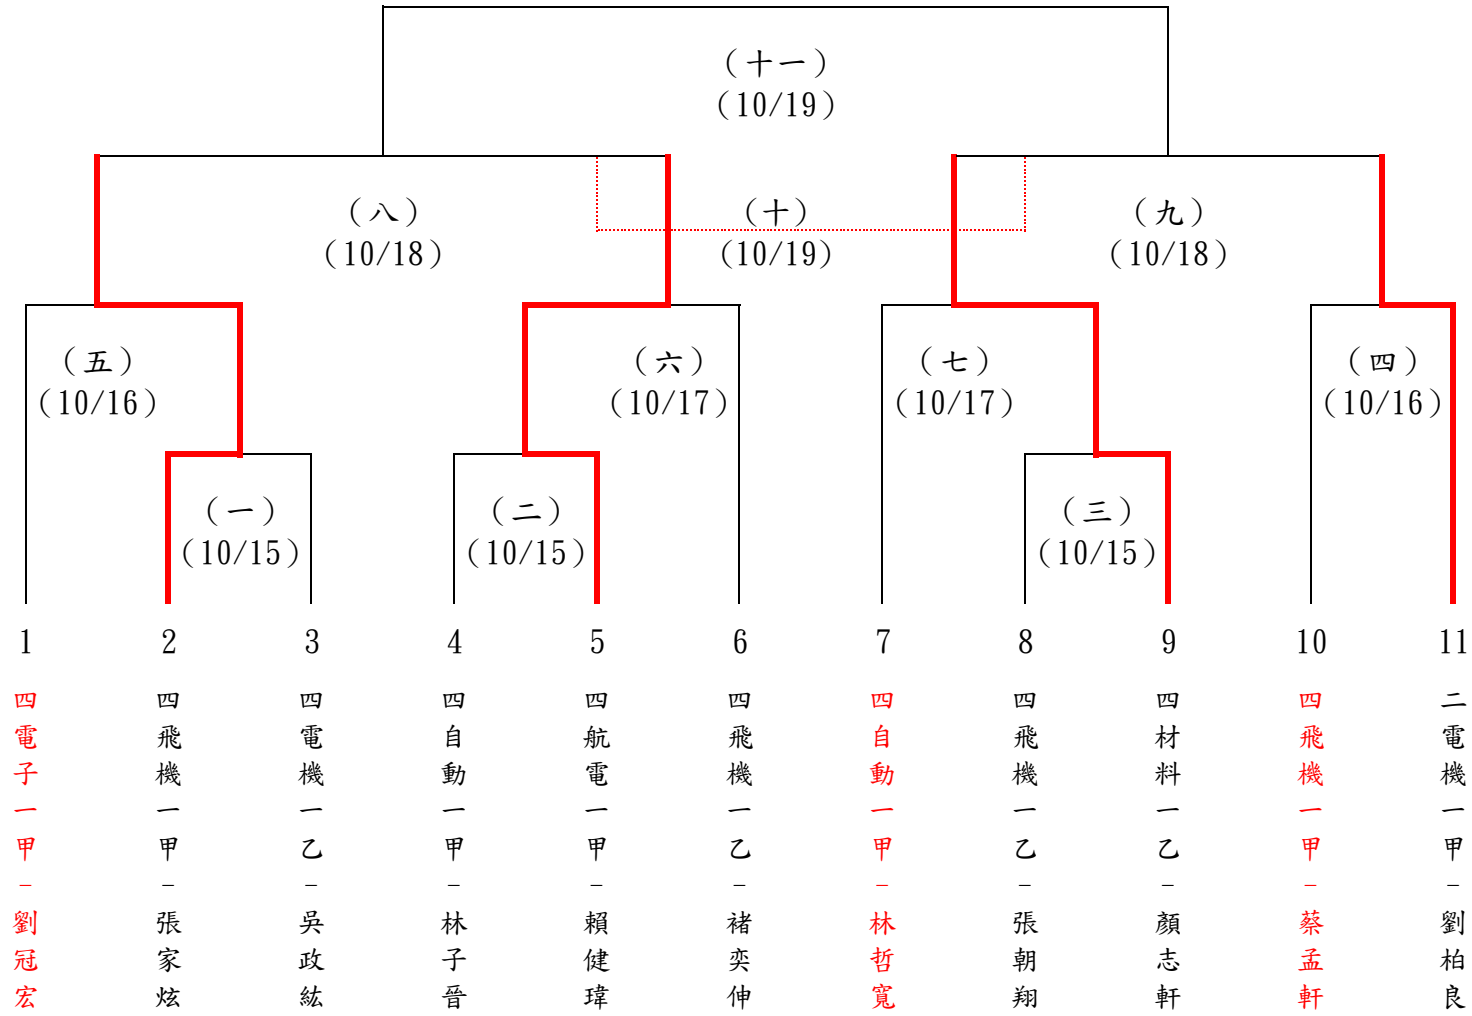 （十一）
（10/19）
（八）
（10/18）
（十）
（10/19）
（九）
（10/18）
（五）
（10/16）
（六）
（10/17）
（七）
（10/17）
（四）
（10/16）
（一）
（10/15）
（二）
（10/15）
（三）
（10/15）
1
2
3
4
5
6
7
8
9
10
11
四電子一甲-劉冠宏
四飛機一甲-張家炫
四電機一乙-吳政紘
四自動一甲-林子晉
四航電一甲-賴健瑋
四飛機一乙-褚奕伸
四自動一甲-林哲寬
四飛機一乙-張朝翔
四材料一乙-顏志軒
四飛機一甲-蔡孟軒
二電機一甲-劉柏良